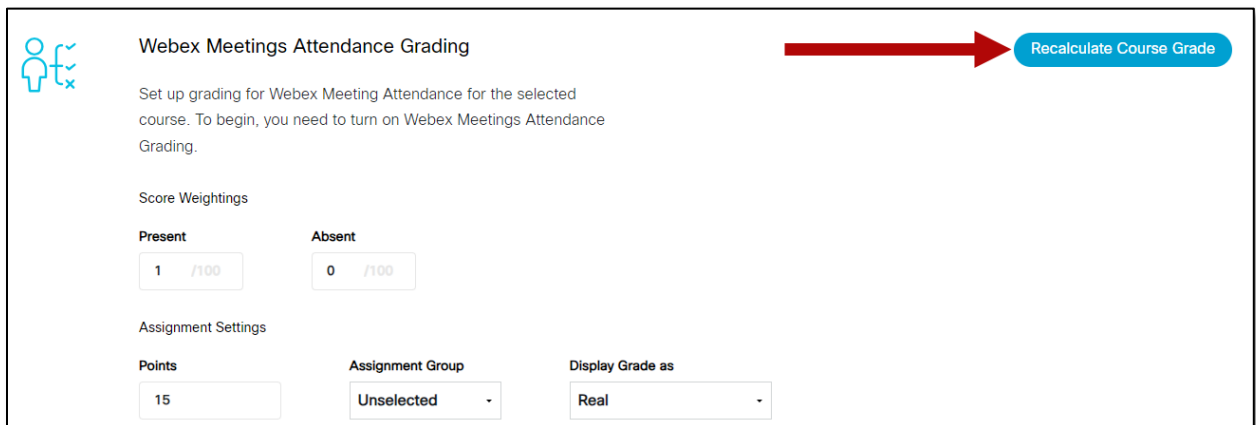 Webex Meetings Attendance Grading
Recalculate Course Grade
Set up grading for Webex Meeting Attendance for the selected
course. To begin, you need to turn on Webex Meetings Attendance
Grading.
Score Weightings
Present Absent
1 /100 0 /100
Assignment Settings
Points Assignment Group Display Grade as
15 Unselected Real